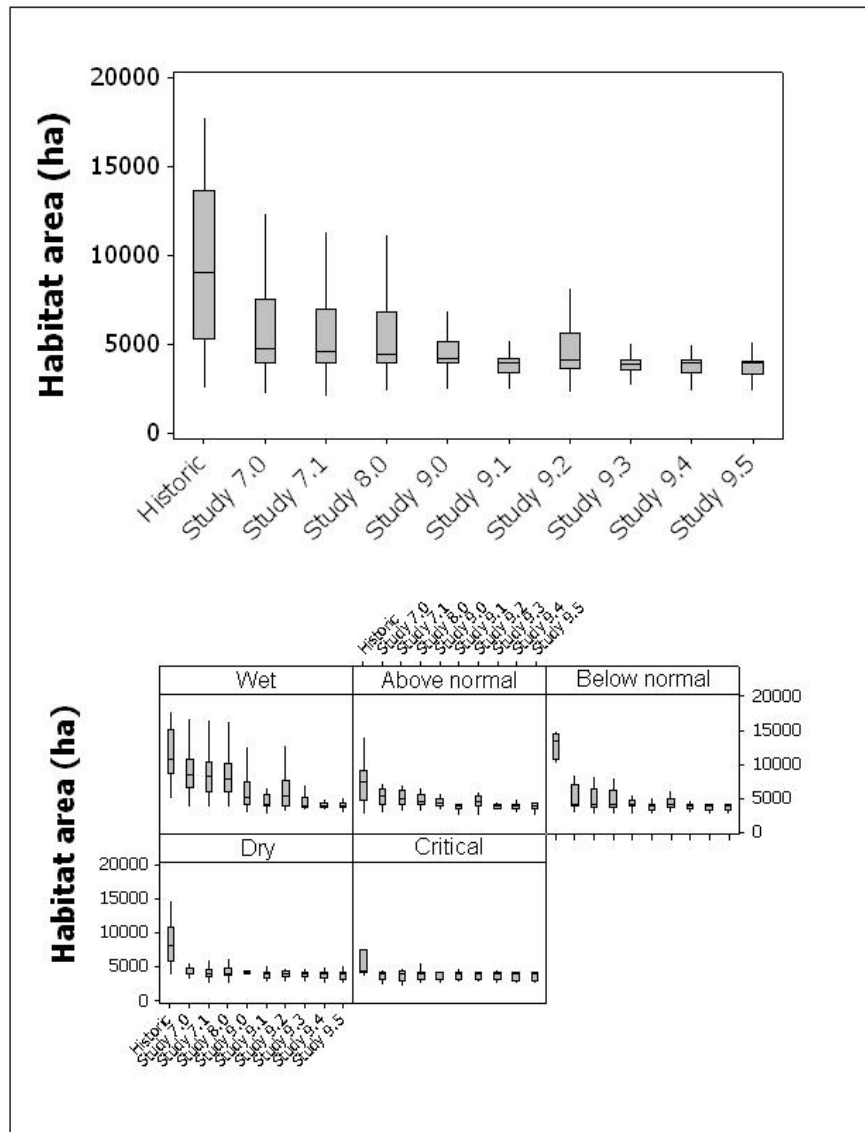 Habitat area (ha)
20000
15000
10000
5000
0
Historic
Study 7.0
Study 7.1
Study 8.0
Study 9.0
Study 9.1
Study 9.2
Study 9.3
Study 9.4
Study 9.5
Historic
Study 7.0
Study 7.1
Study 8.0
Study 9.0
Study 9.1
Study 9.2
Study 9.3
Study 9.4
Study 9.5
Wet
Above normal
Below normal
20000
15000
10000
5000
0
Habitat area (ha)
Dry
Critical
20000
15000
10000
5000
0
Historic
Study 7.0
Study 7.1
Study 8.0
Study 9.0
Study 9.1
Study 9.2
Study 9.3
Study 9.4
Study 9.5